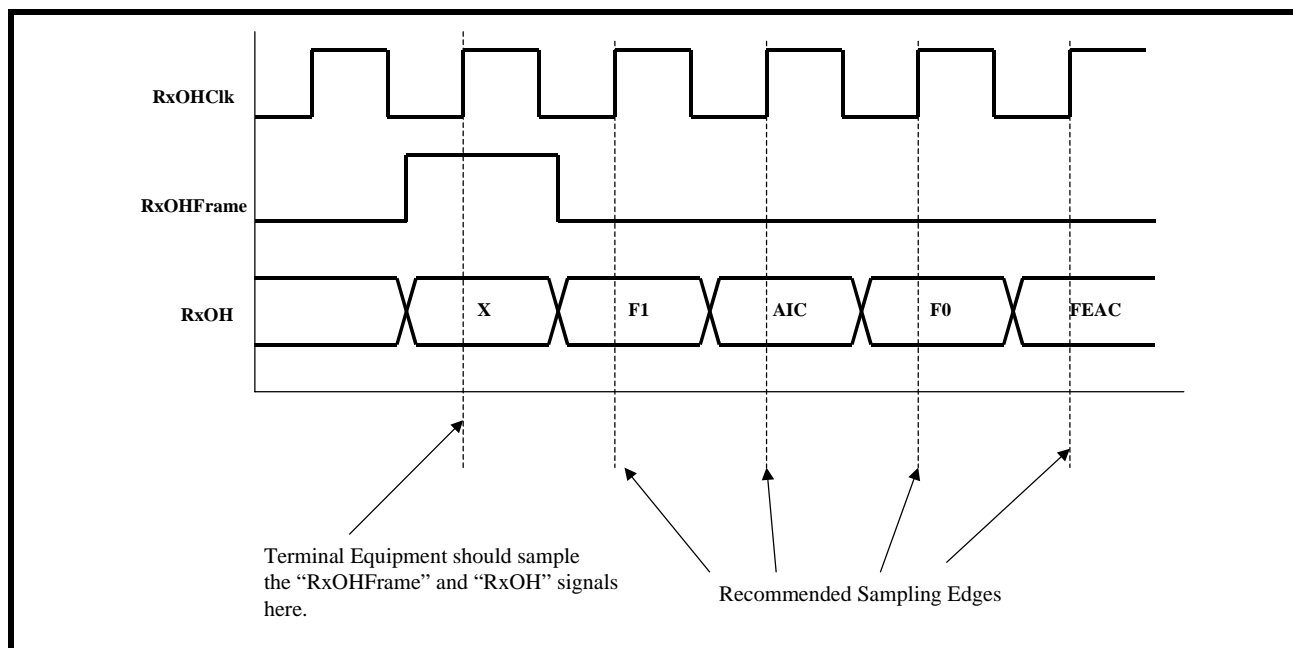 RxOHClk
RxOHFrame
RxOH
X
F1
AIC
F0
FEAC
Terminal Equipment should sample
the “RxOHFrame” and “RxOH” signals
here.
Recommended Sampling Edges